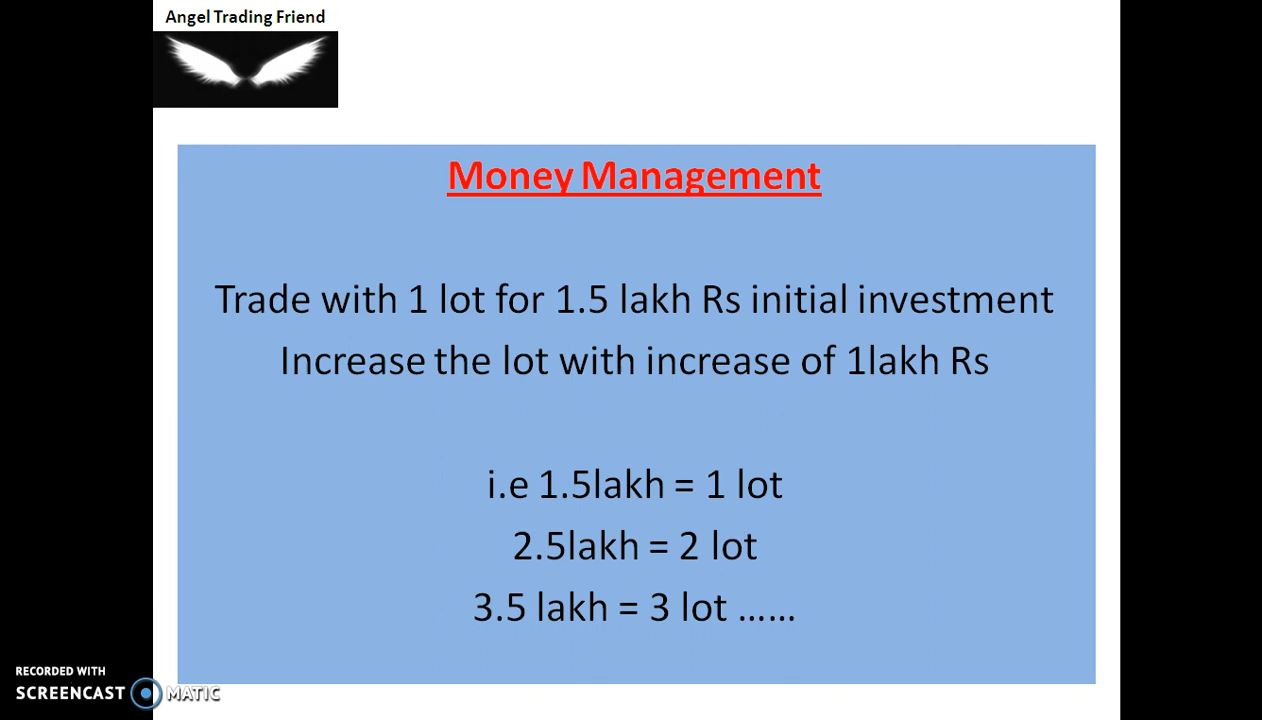 Angel Trading Friend
Money Management
Trade with 1 lot for 1.5 lakh Rs initial investment
Increase the lot with increase of 1lakh Rs
i.e 1.5lakh = 1 lot
2.5lakh = 2 lot
3.5 lakh = 3 lot ......
RECORDED WITH
SCREENCAST MATIC